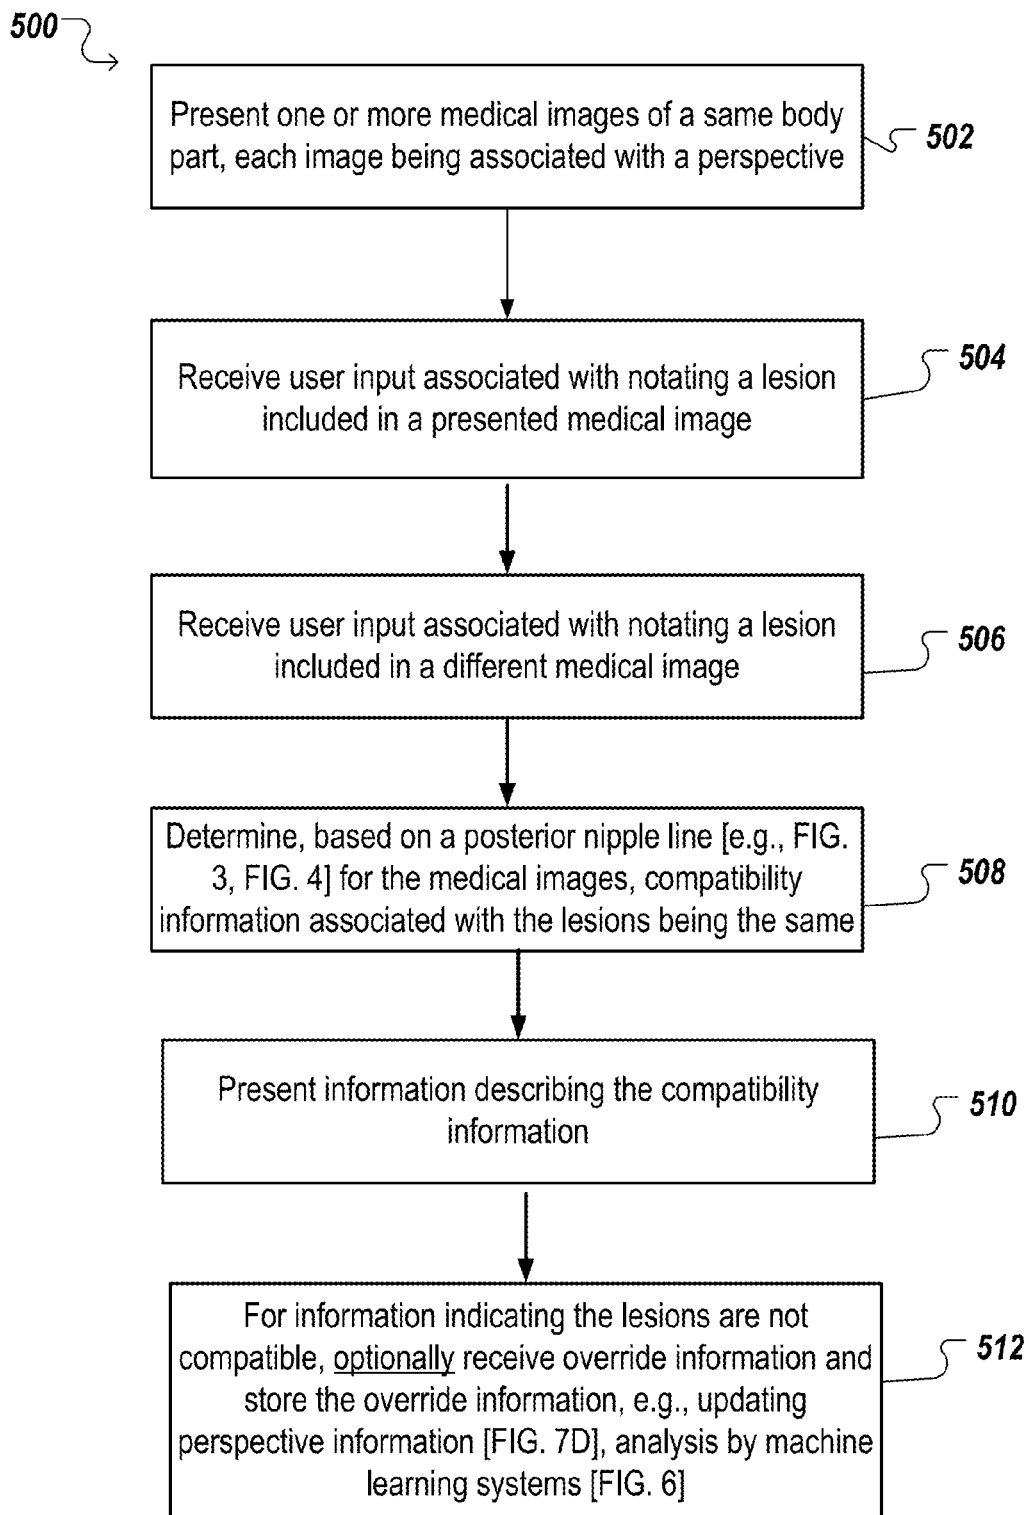 500
Present one or more medical images of a same body
part, each image being associated with a perspective
502
Receive user input associated with notating a lesion
included in a presented medical image
504
Receive user input associated with notating a lesion
included in a different medical image
506
Determine, based on a posterior nipple line [e.g., FIG.
3, FIG. 4] for the medical images, compatibility
information associated with the lesions being the same
508
Present information describing the compatibility
information
510
For information indicating the lesions are not
compatible, optionally receive override information and
store the override information, e.g., updating
perspective information [FIG. 7D], analysis by machine
learning systems [FIG. 6]
512